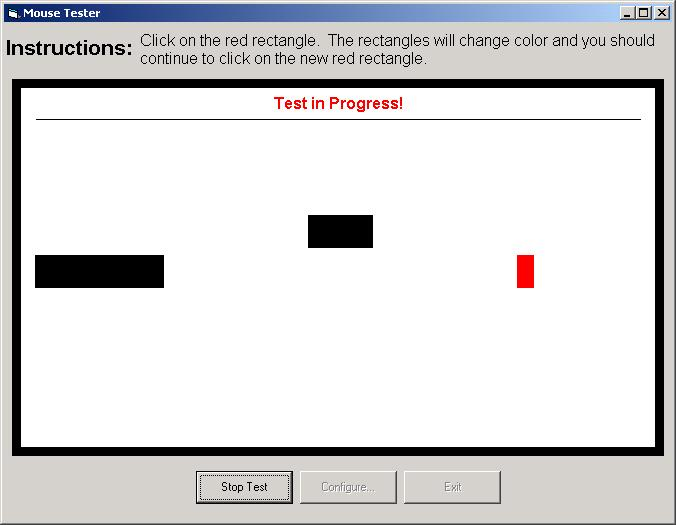 Mouse Tester
Instructions:
Click on the red rectangle.  The rectangles will change color and you should
continue to click on the new red rectangle.
Test in Progress!
Stop Test
Configure...
Exit